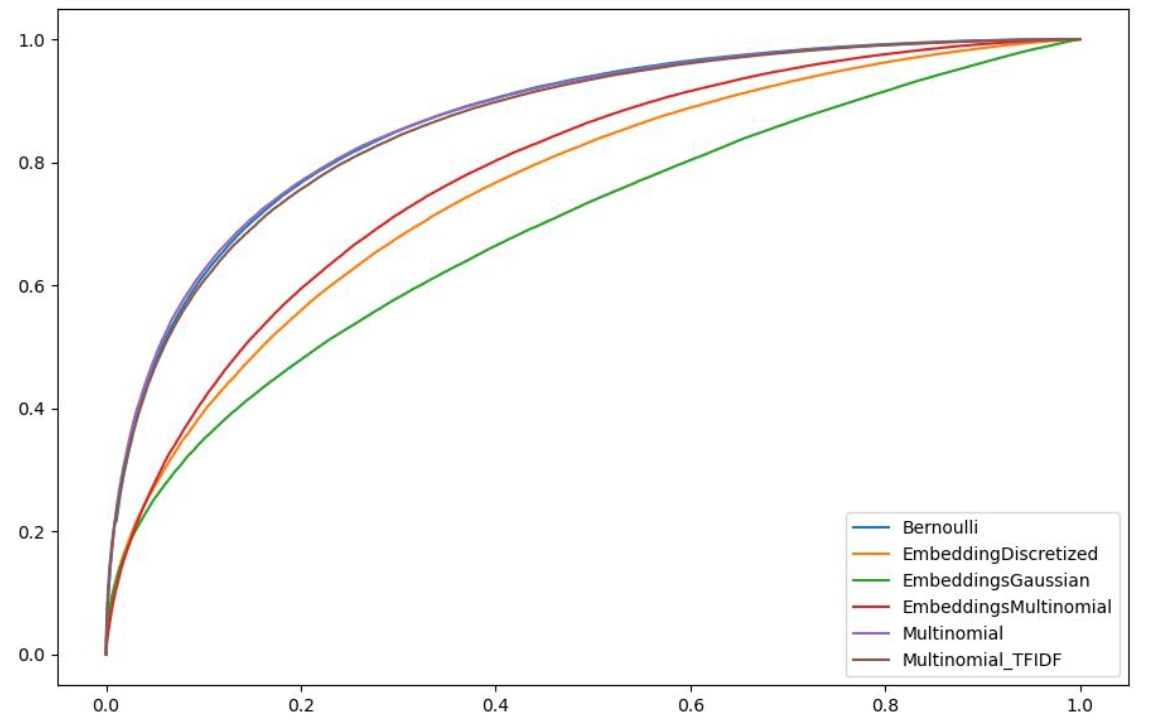 1.0
0.8
0.6
0.4
0.2
0.0
0.0 0.2 0.4 0.6 0.8 1.0
Bernoulli
EmbeddingDiscretized
EmbeddingsGaussian
EmbeddingsMultinomial
Multinomial
Multinomial_TFIDF